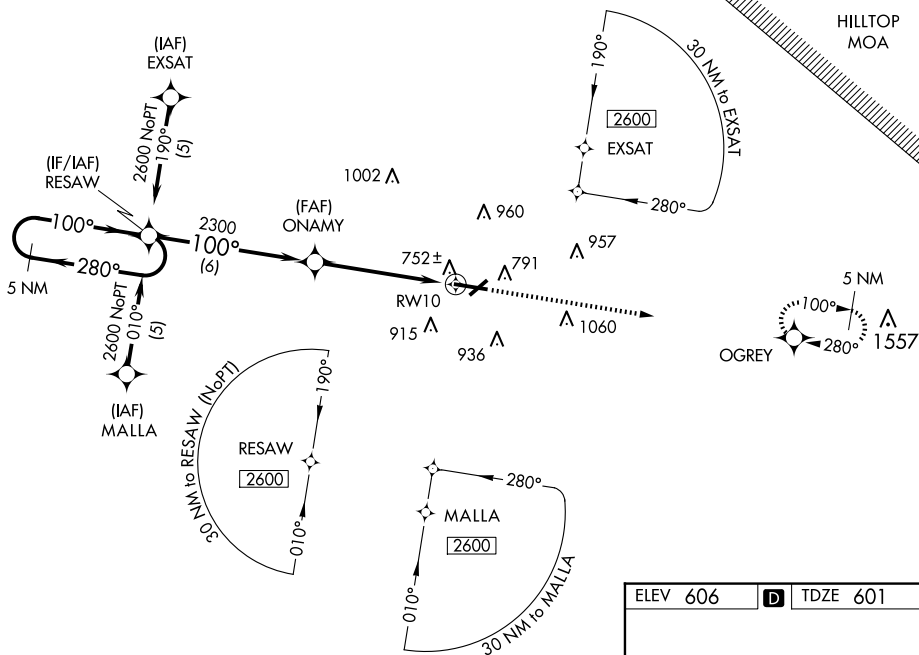 HILLTOP
MOA
(IAF)
EXSAT
2600 NoPT
190°
(5)
(IF/IAF)
RESAW
100°
280°
5 NM
2600 NoPT
010°
(5)
(IAF)
MALLA
2300
100°
(6)
(FAF)
ONAMY
1002
960
957
752±
791
RW10
915
936
1060
190°
30 NM to EXSAT
2600
EXSAT
280°
5 NM
100°
280°
OGREY
1557
30 NM to RESAW (NoPT)
190°
RESAW
2600
010°
280°
MALLA
2600
010°
30 NM to MALLA
ELEV 606 D TDZE 601